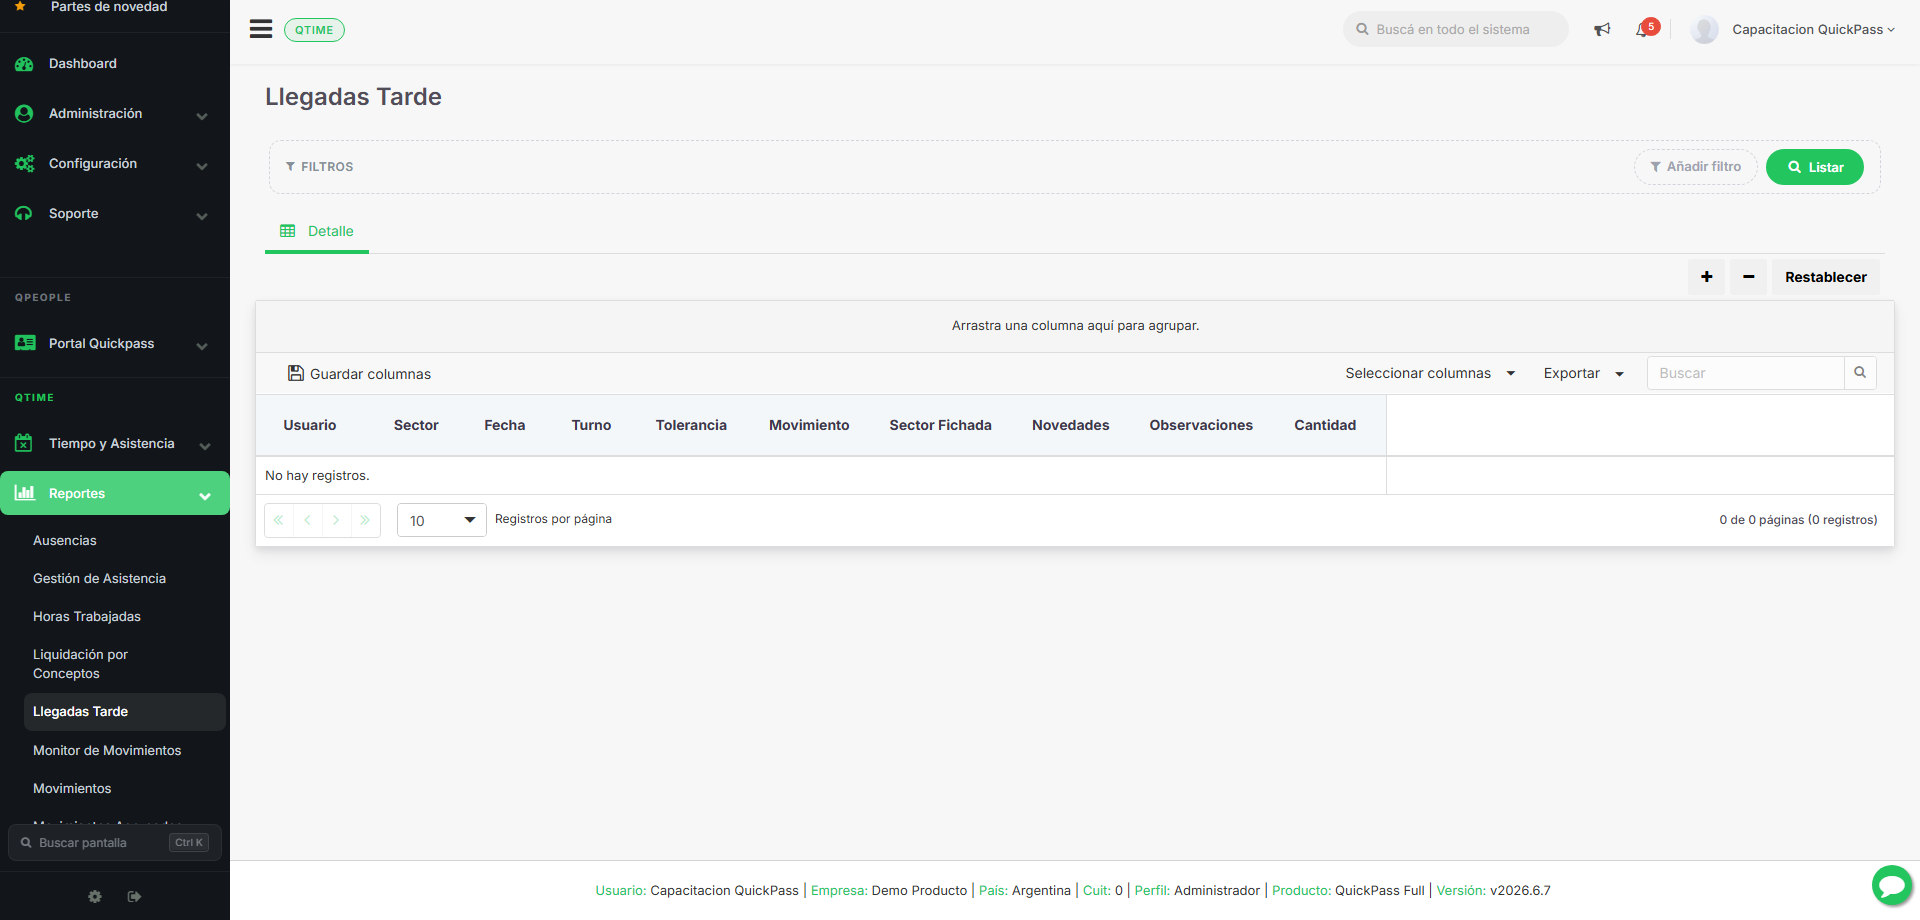 Partes de novedad
Dashboard
Administración
Configuración
Soporte
QPEOPLE
Portal Quickpass
QTIME
Tiempo y Asistencia
Reportes
Ausencias
Gestión de Asistencia
Horas Trabajadas
Liquidación por
Conceptos
Llegadas Tarde
Monitor de Movimientos
Movimientos
Buscar pantalla Ctrl K
QTIME
Buscá en todo el sistema
5
Capacitacion QuickPass
Llegadas Tarde
FILTROS
Añadir filtro
Listar
Detalle
+ − Restablecer
Arrastra una columna aquí para agrupar.
Guardar columnas
Seleccionar columnas
Exportar
Buscar
Usuario Sector Fecha Turno Tolerancia Movimiento Sector Fichada Novedades Observaciones Cantidad
No hay registros.
10 Registros por página
0 de 0 páginas (0 registros)
Usuario: Capacitacion QuickPass | Empresa: Demo Producto | País: Argentina | Cuit: 0 | Perfil: Administrador | Producto: QuickPass Full | Versión: v2026.6.7